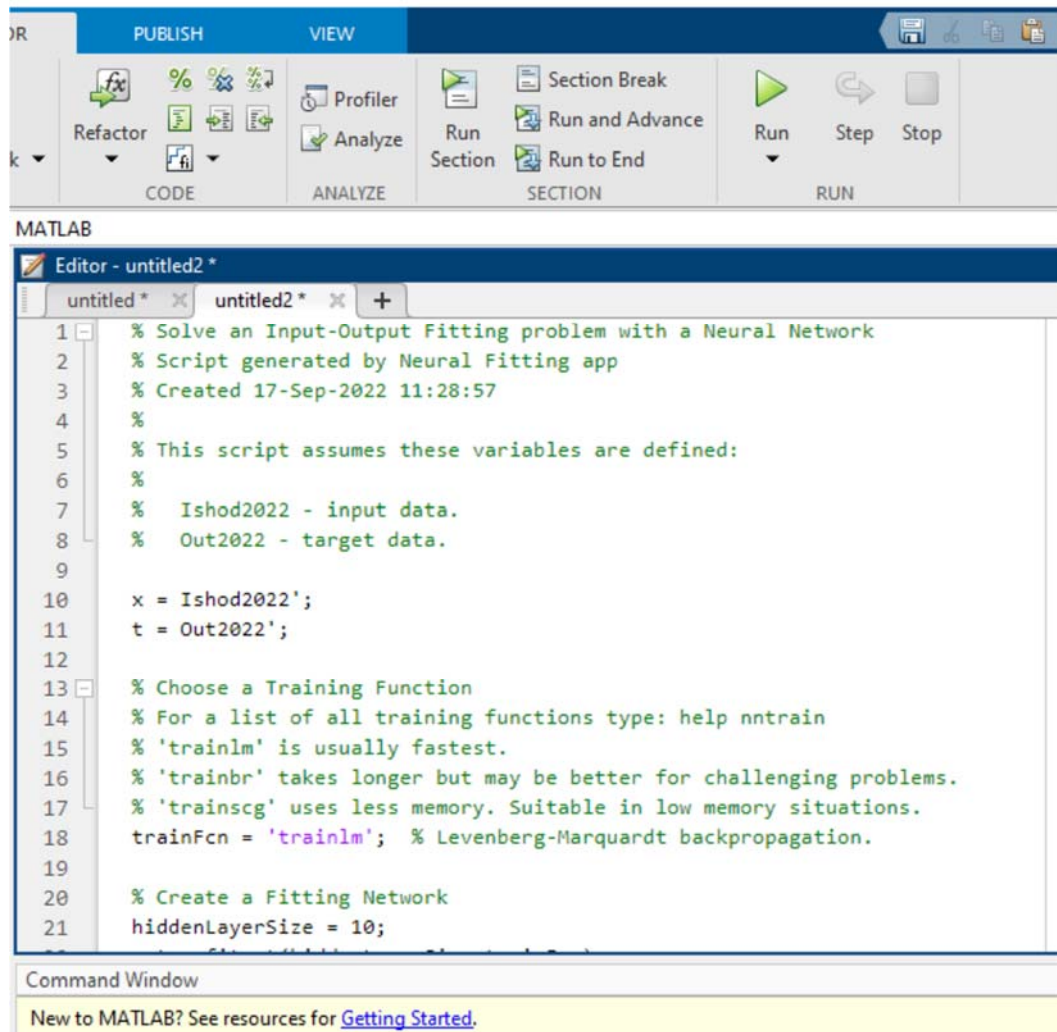 PUBLISH VIEW
Refactor
Profiler
Analyze
Run
Section
Section Break
Run and Advance
Run to End
Run Step Stop
CODE ANALYZE SECTION RUN
MATLAB
Editor - untitled2 *
untitled * untitled2 * +
1 % Solve an Input-Output Fitting problem with a Neural Network
2 % Script generated by Neural Fitting app
3 % Created 17-Sep-2022 11:28:57
4 %
5 % This script assumes these variables are defined:
6 %
7 % Ishod2022 - input data.
8 % Out2022 - target data.
9
10 x = Ishod2022';
11 t = Out2022';
12
13 % Choose a Training Function
14 % For a list of all training functions type: help nntrain
15 % 'trainlm' is usually fastest.
16 % 'trainbr' takes longer but may be better for challenging problems.
17 % 'trainscg' uses less memory. Suitable in low memory situations.
18 trainFcn = 'trainlm'; % Levenberg-Marquardt backpropagation.
19
20 % Create a Fitting Network
21 hiddenLayerSize = 10;
Command Window
New to MATLAB? See resources for Getting Started.